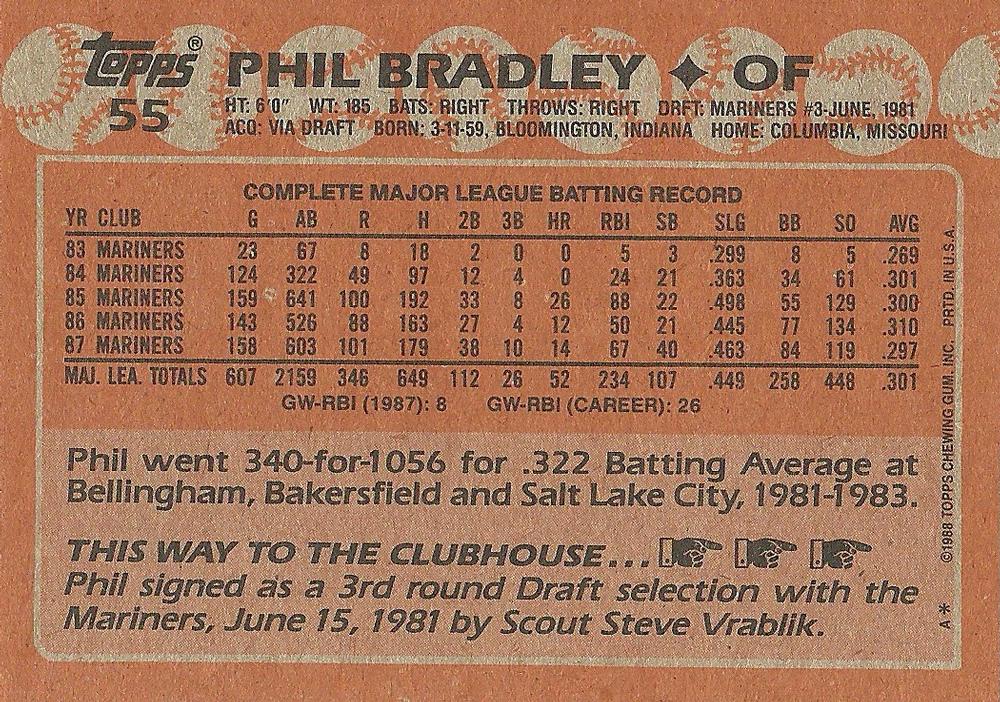 Topps® PHIL BRADLEY ✦ OF
55 HT: 6'0" WT: 185 BATS: RIGHT THROWS: RIGHT DRFT: MARINERS #3-JUNE, 1981
ACQ: VIA DRAFT BORN: 3-11-59, BLOOMINGTON, INDIANA HOME: COLUMBIA, MISSOURI
COMPLETE MAJOR LEAGUE BATTING RECORD
YR CLUB G AB R H 2B 3B HR RBI SB SLG BB SO AVG
83 MARINERS 23 67 8 18 2 0 0 5 3 .299 8 5 .269
84 MARINERS 124 322 49 97 12 4 0 24 21 .363 34 61 .301
85 MARINERS 159 641 100 192 33 8 26 88 22 .498 55 129 .300
86 MARINERS 143 526 88 163 27 4 12 50 21 .445 77 134 .310
87 MARINERS 158 603 101 179 38 10 14 67 40 .463 84 119 .297
MAJ. LEA. TOTALS 607 2159 346 649 112 26 52 234 107 .449 258 448 .301
GW-RBI (1987): 8 GW-RBI (CAREER): 26
Phil went 340-for-1056 for .322 Batting Average at
Bellingham, Bakersfield and Salt Lake City, 1981-1983.
THIS WAY TO THE CLUBHOUSE...
Phil signed as a 3rd round Draft selection with the
Mariners, June 15, 1981 by Scout Steve Vrablik.
A* ©1988 TOPPS CHEWING GUM, INC. PRTD. IN U.S.A.